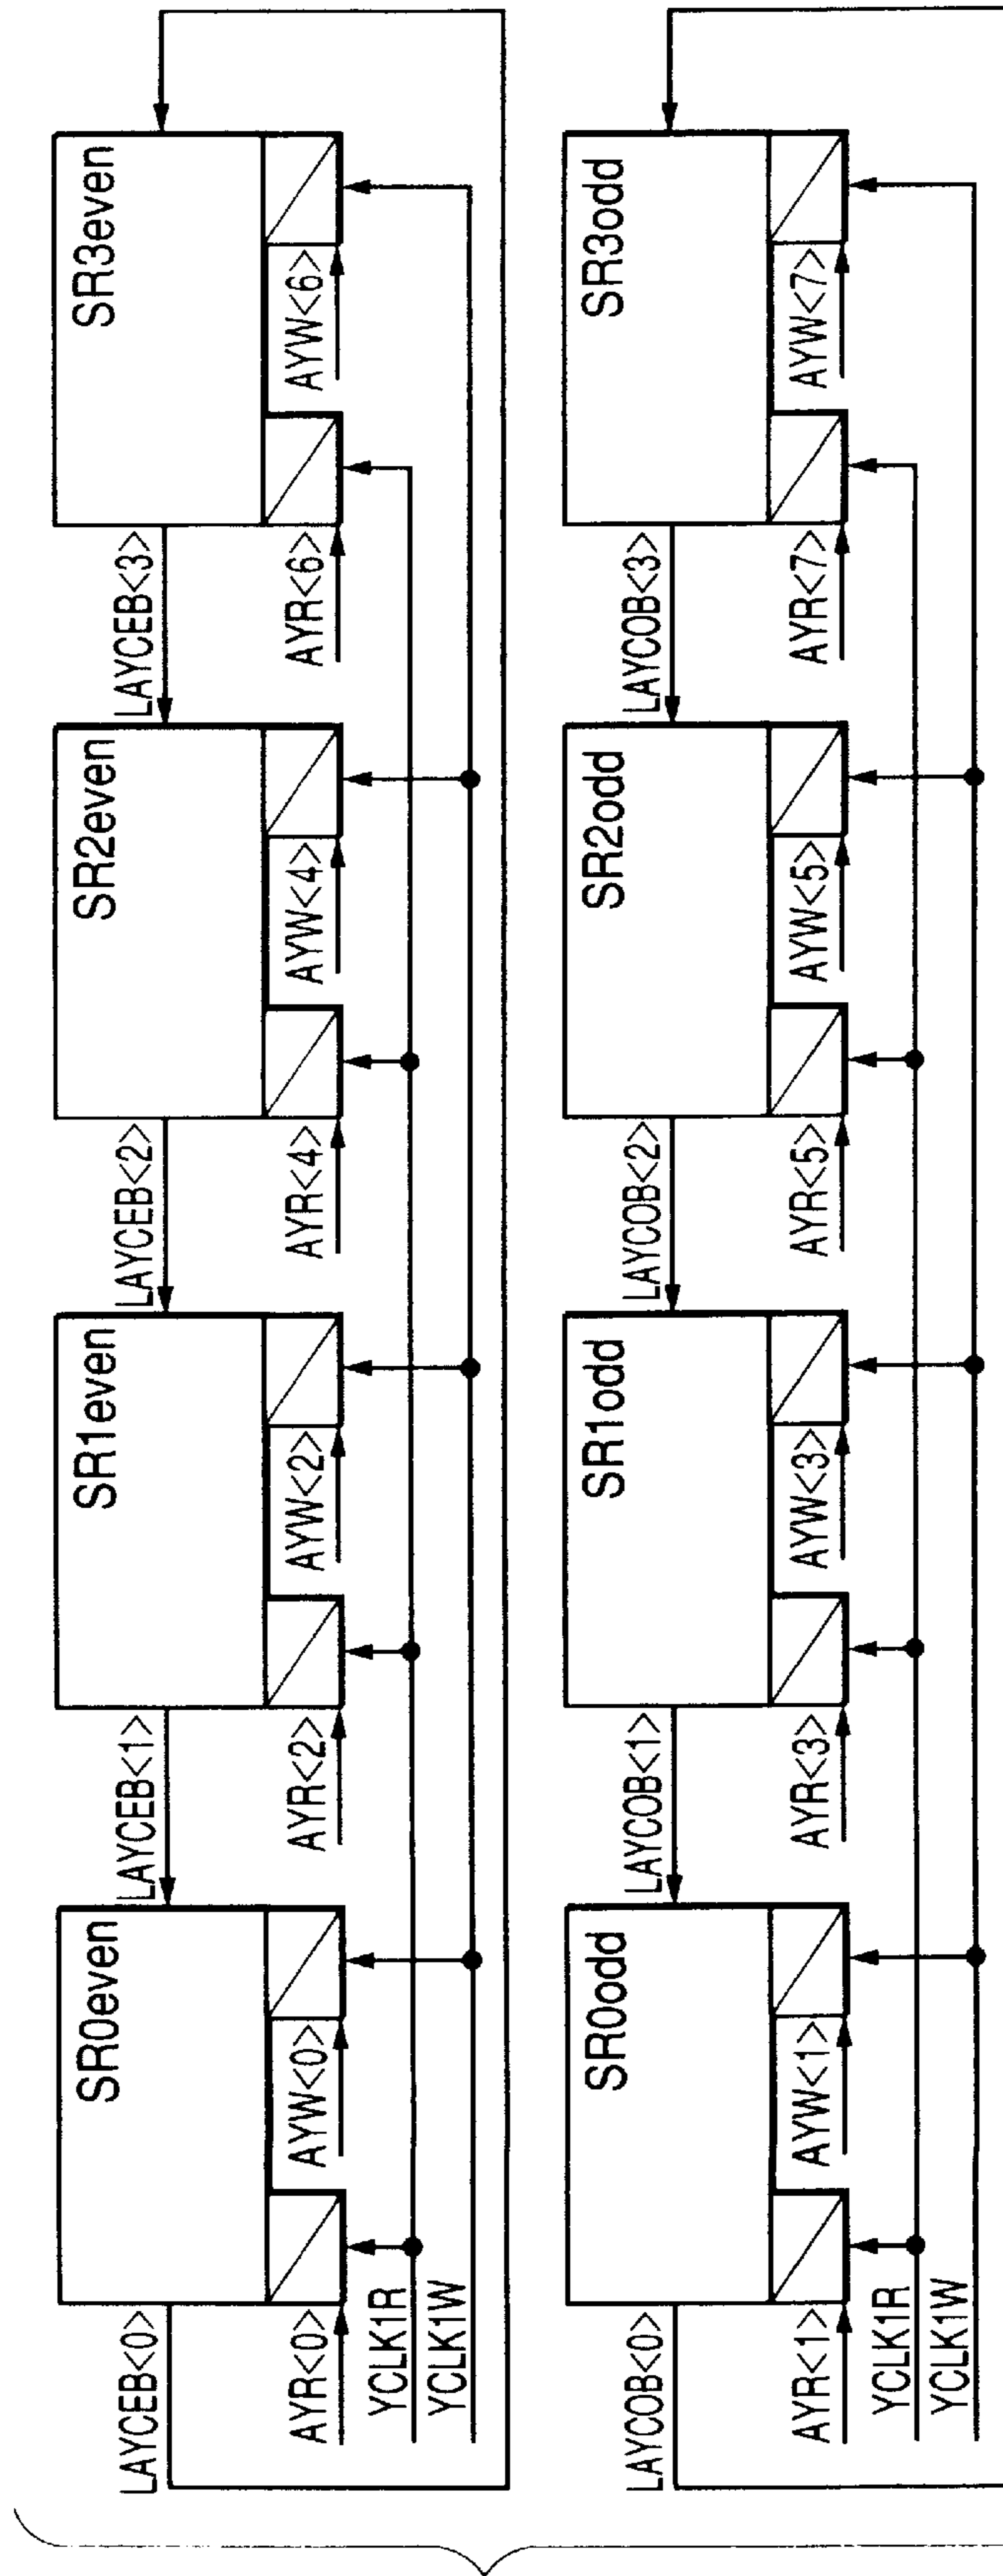 SR0even
SR1even
SR2even
SR3even
LAYCEB<0>
LAYCEB<1>
LAYCEB<2>
LAYCEB<3>
AYR<0>
AYW<0>
AYR<2>
AYW<2>
AYR<4>
AYW<4>
AYR<6>
AYW<6>
YCLK1R
YCLK1W
SR0odd
SR1odd
SR2odd
SR3odd
LAYCOB<0>
LAYCOB<1>
LAYCOB<2>
LAYCOB<3>
AYR<1>
AYW<1>
AYR<3>
AYW<3>
AYR<5>
AYW<5>
AYR<7>
AYW<7>
YCLK1R
YCLK1W